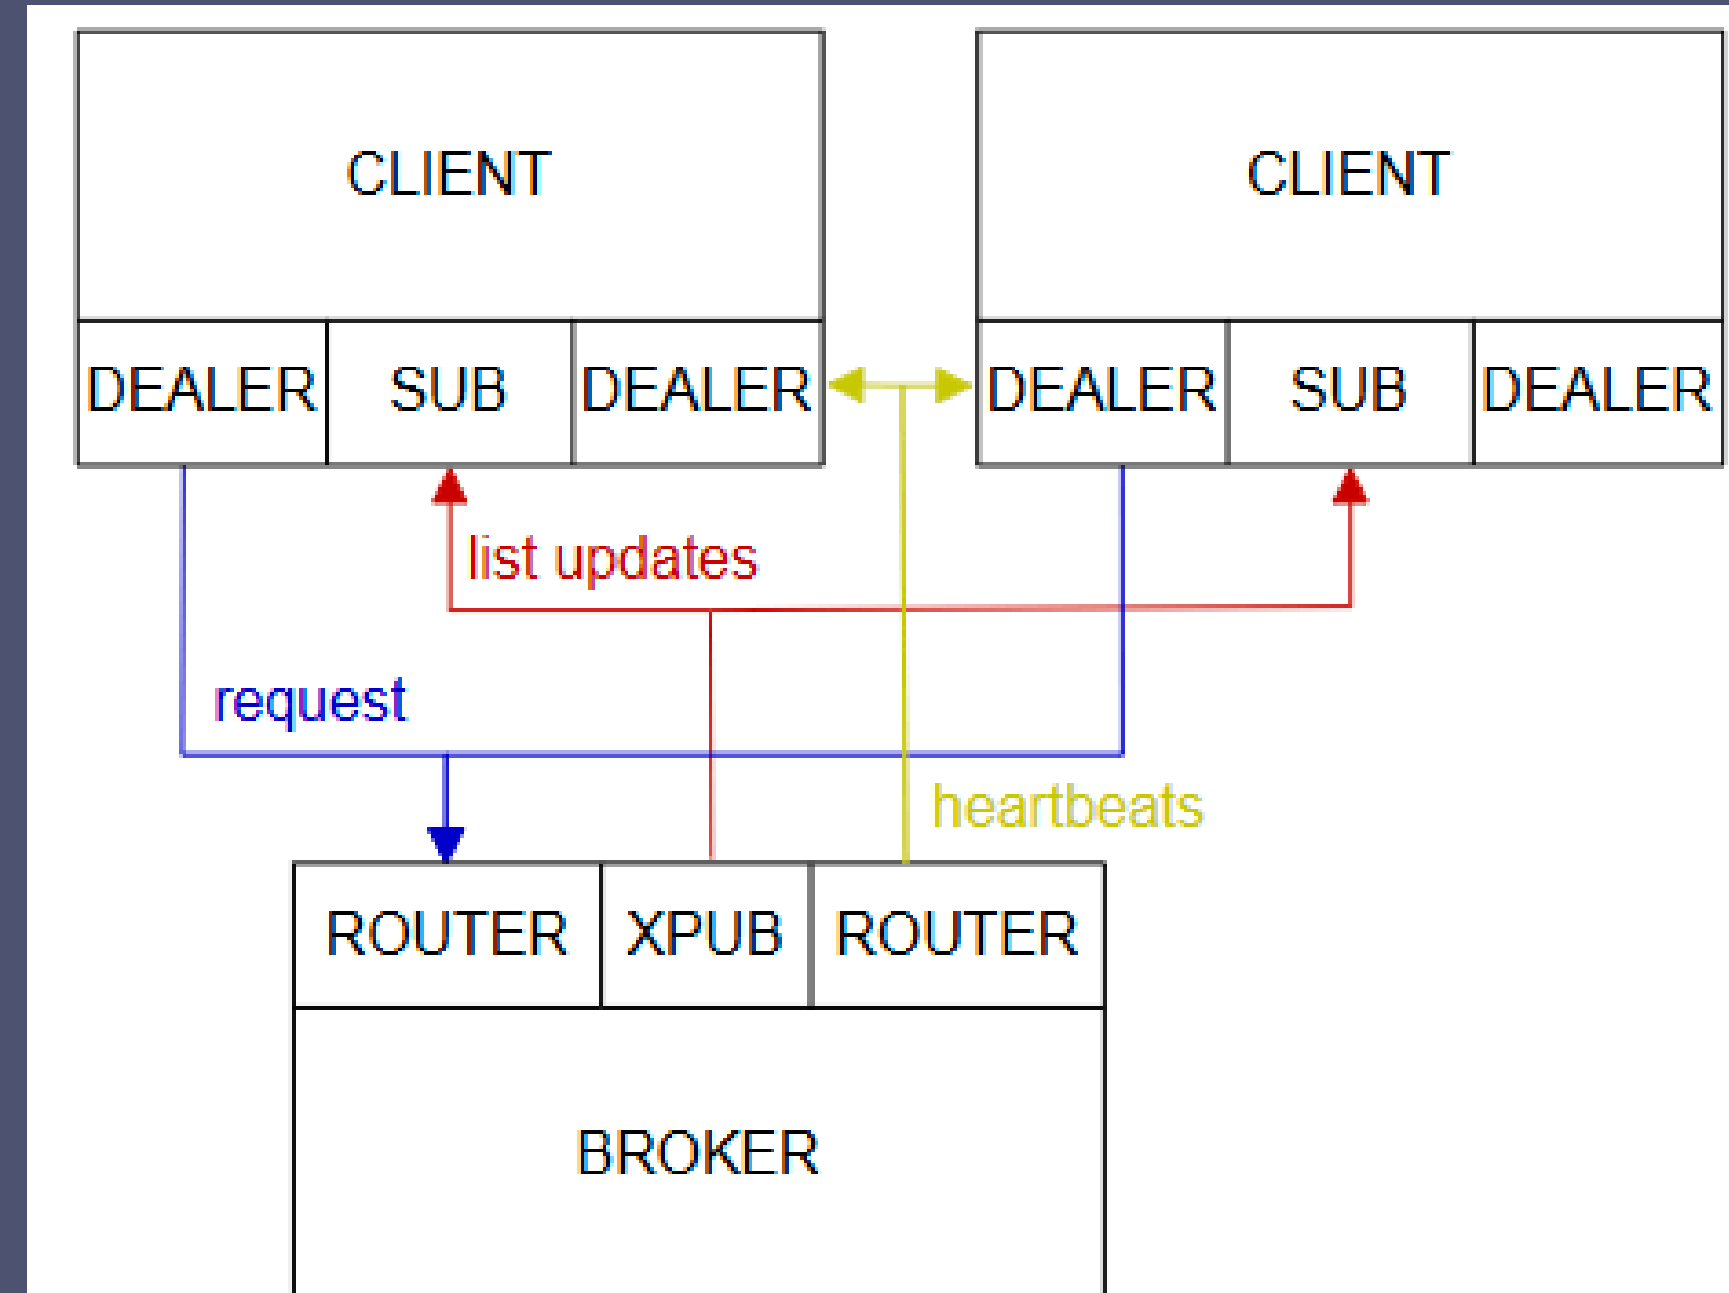 CLIENT
CLIENT
DEALER SUB DEALER
DEALER SUB DEALER
list updates
request
heartbeats
ROUTER XPUB ROUTER
BROKER